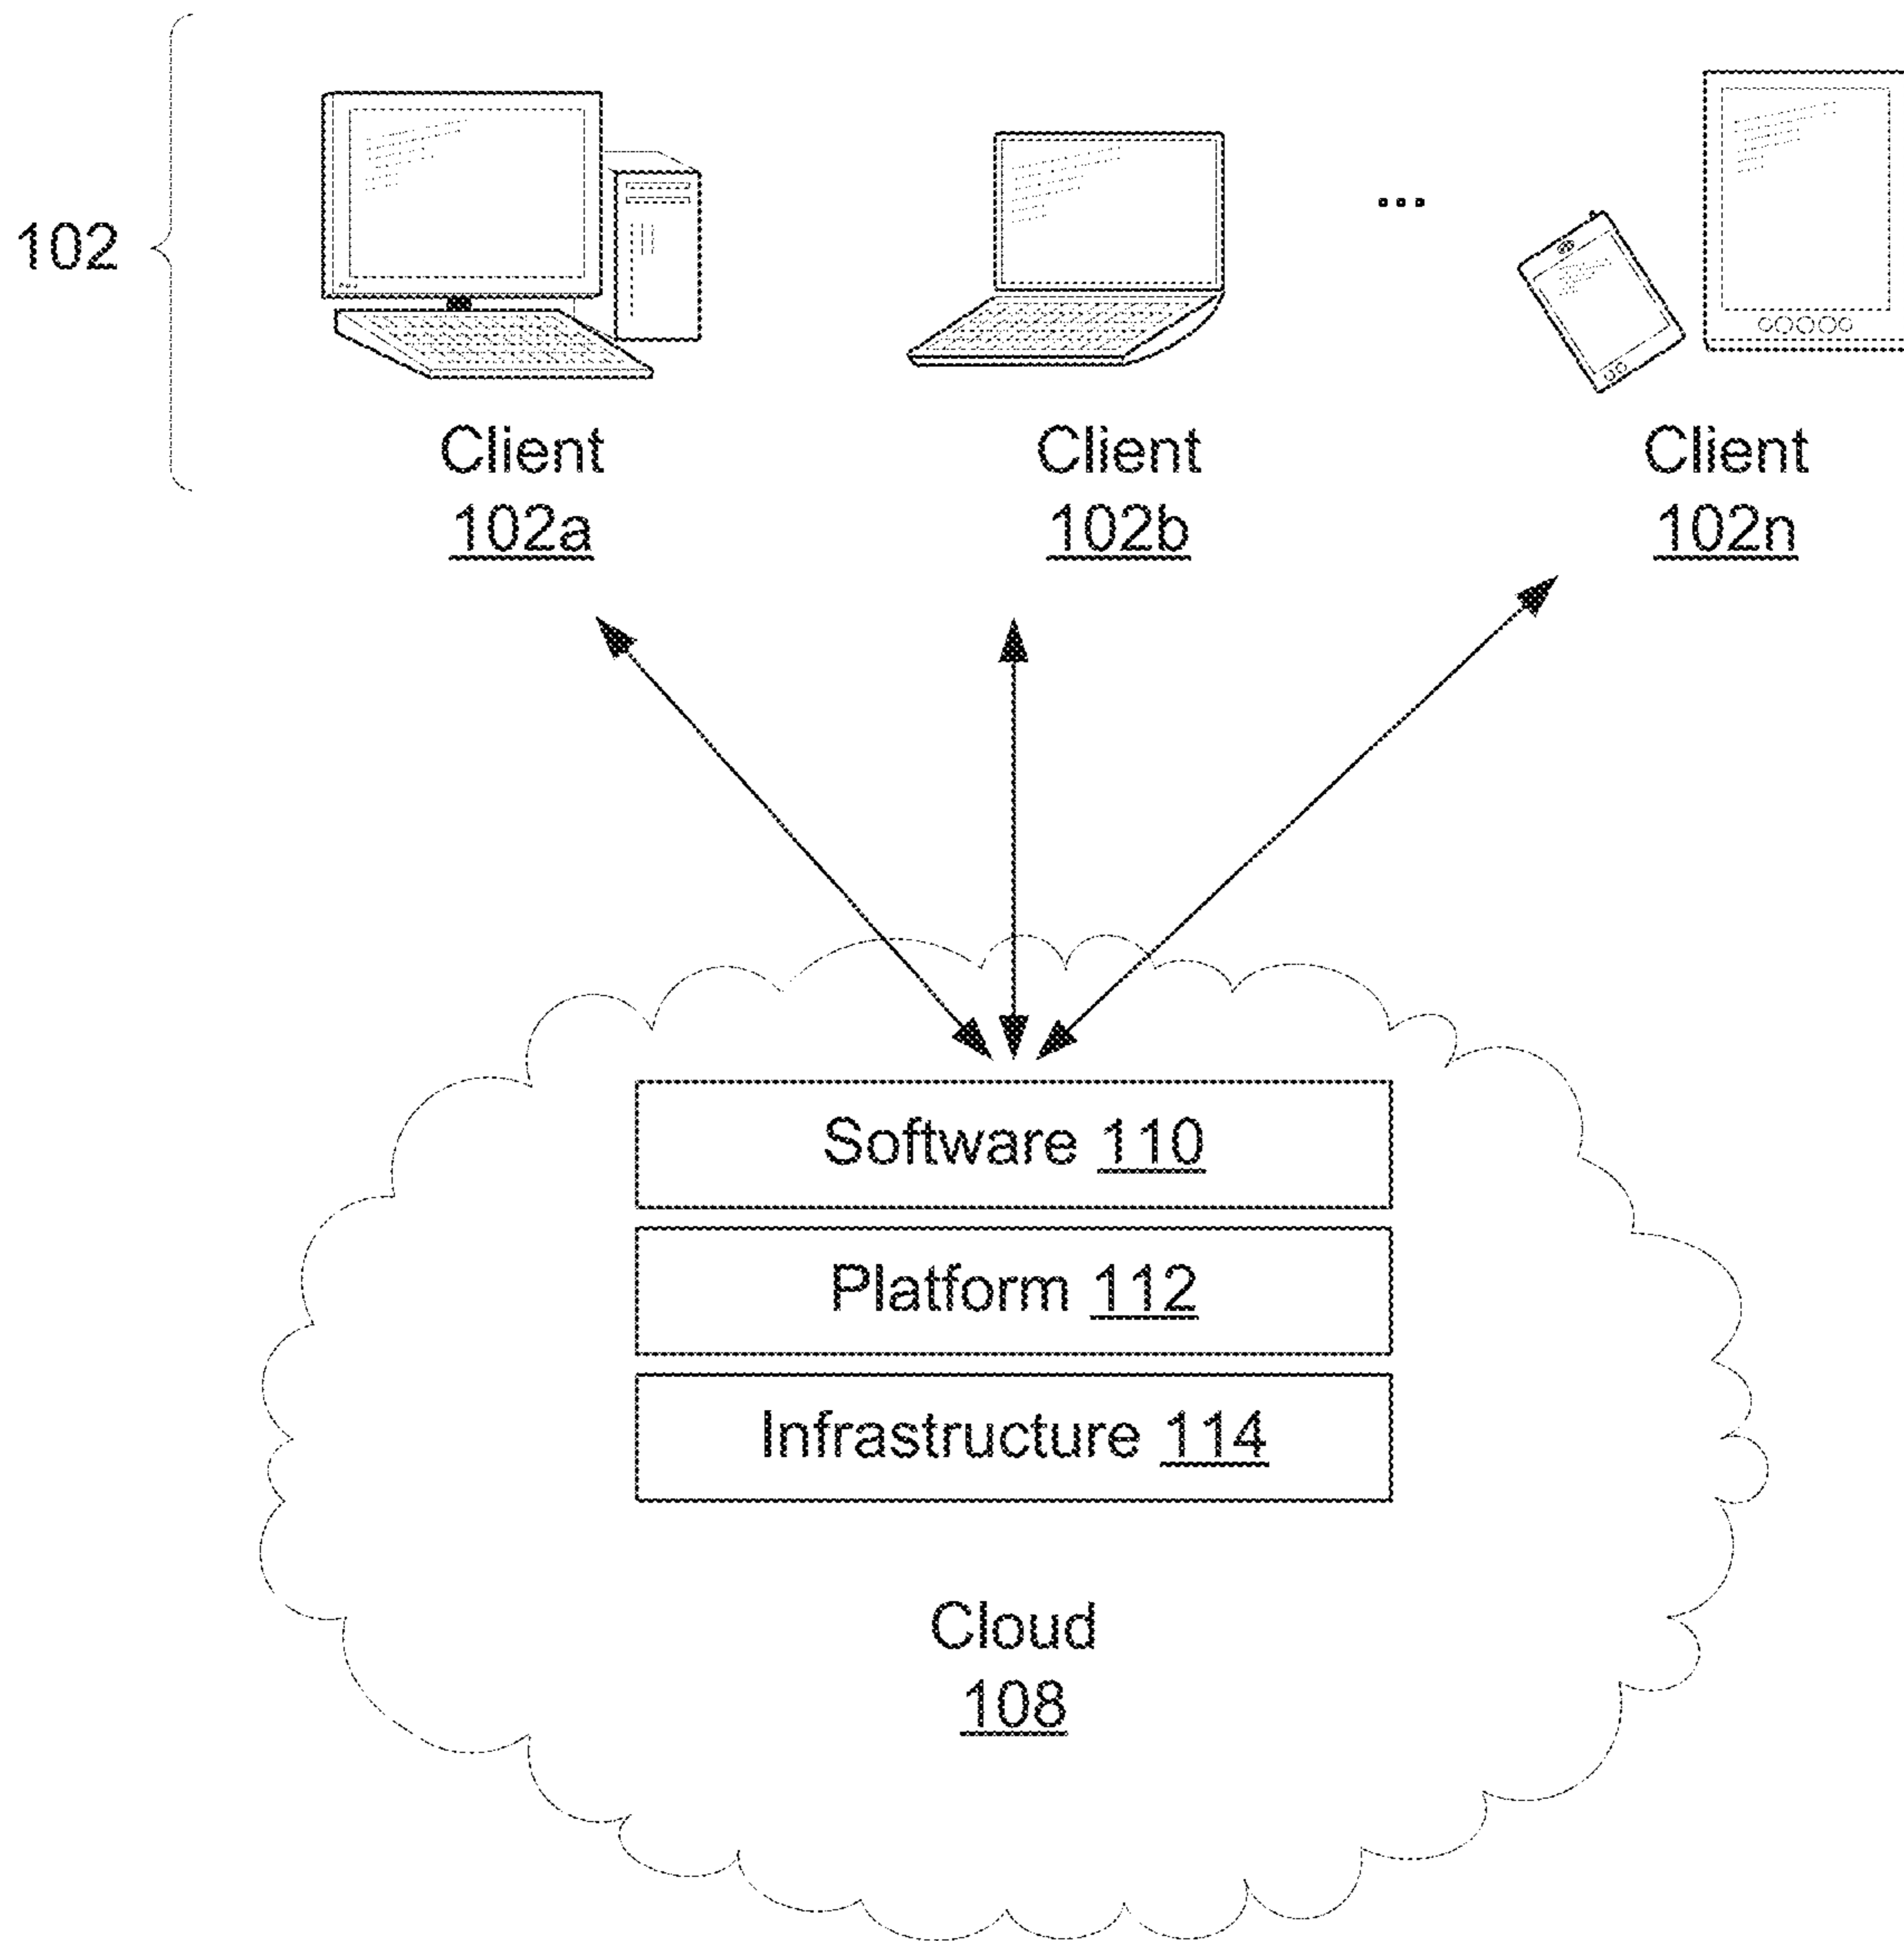 102
...
Client
102a
Client
102b
Client
102n
Software 110
Platform 112
Infrastructure 114
Cloud
108